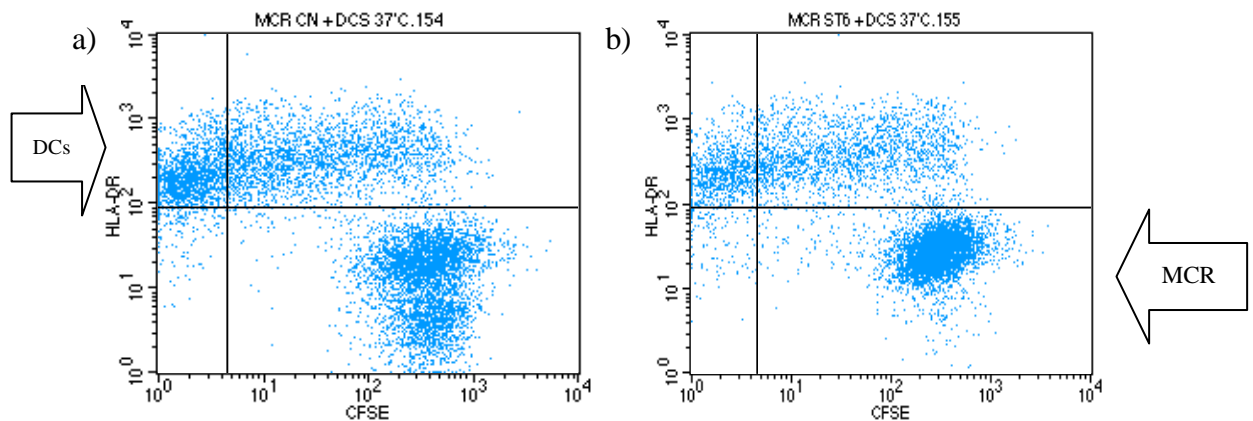 a)
MCR CN + DCS 37'C.154
10^4
10^3
10^2
10^1
10^0
HLA-DR
10^0 10^1 10^2 10^3 10^4
CFSE
DCs
b)
MCR ST6 + DCS 37'C.155
10^4
10^3
10^2
10^1
10^0
HLA-DR
10^0 10^1 10^2 10^3 10^4
CFSE
MCR